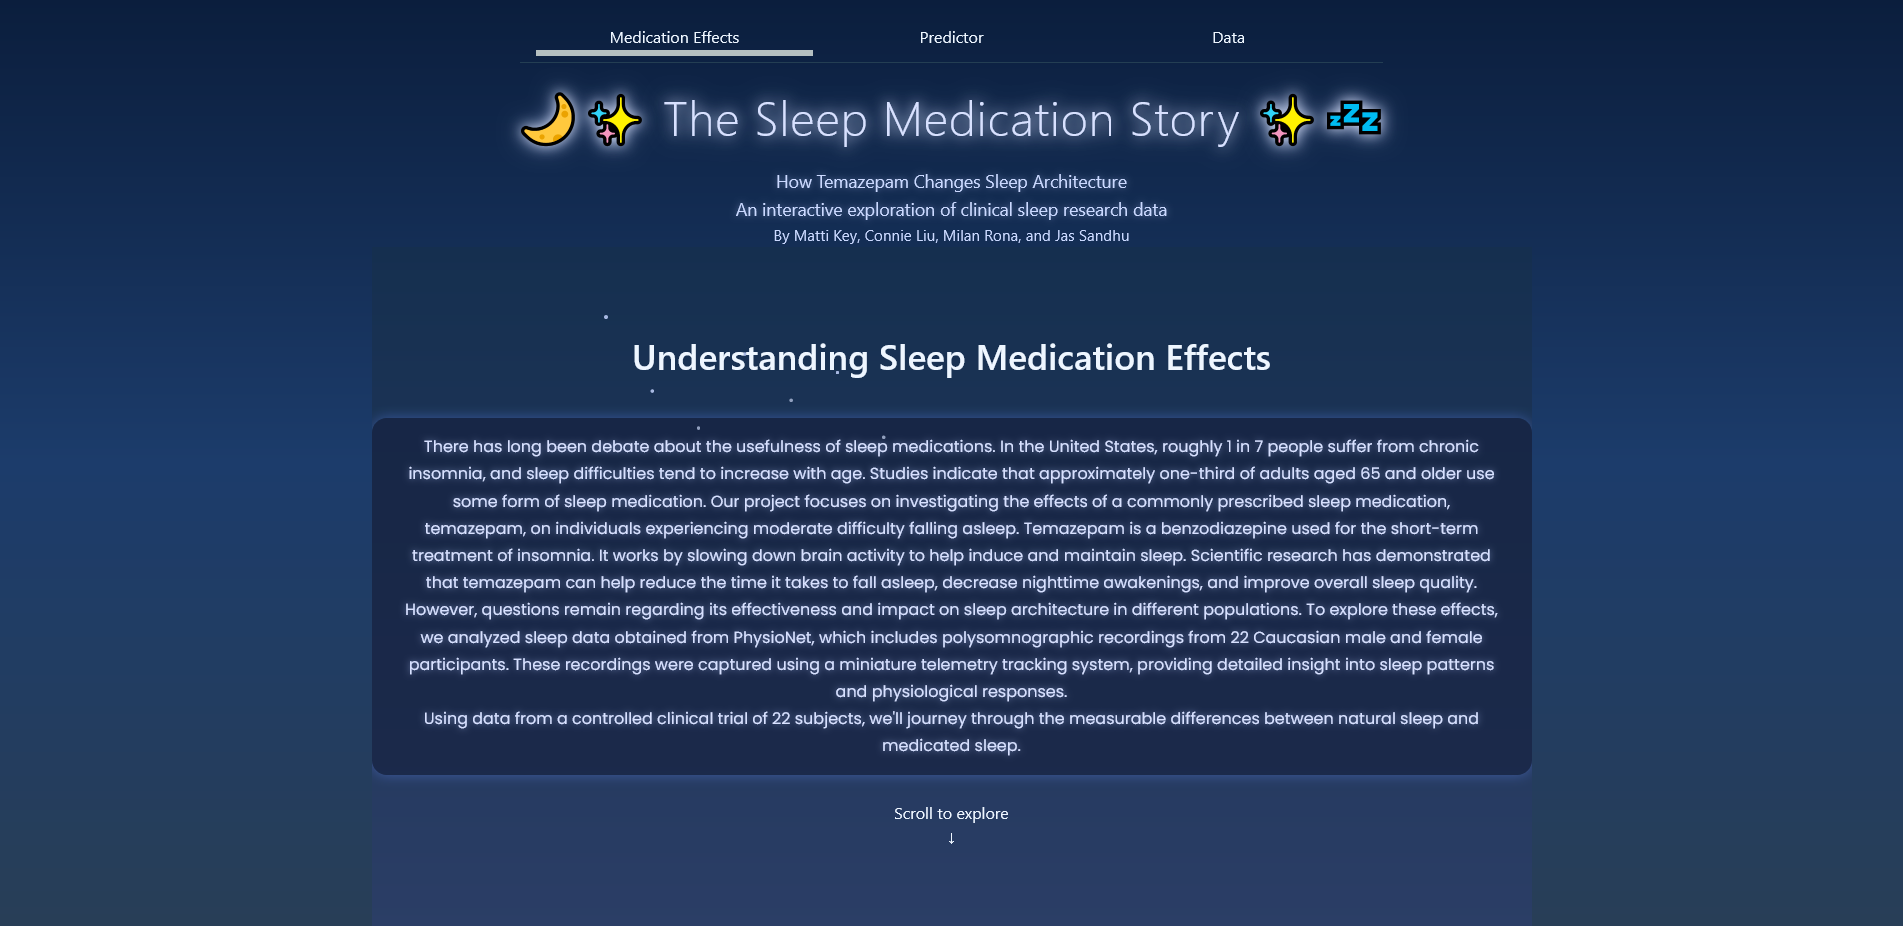 Medication Effects Predictor Data
The Sleep Medication Story
How Temazepam Changes Sleep Architecture
An interactive exploration of clinical sleep research data
By Matti Key, Connie Liu, Milan Rona, and Jas Sandhu
Understanding Sleep Medication Effects
There has long been debate about the usefulness of sleep medications. In the United States, roughly 1 in 7 people suffer from chronic
insomnia, and sleep difficulties tend to increase with age. Studies indicate that approximately one-third of adults aged 65 and older use
some form of sleep medication. Our project focuses on investigating the effects of a commonly prescribed sleep medication,
temazepam, on individuals experiencing moderate difficulty falling asleep. Temazepam is a benzodiazepine used for the short-term
treatment of insomnia. It works by slowing down brain activity to help induce and maintain sleep. Scientific research has demonstrated
that temazepam can help reduce the time it takes to fall asleep, decrease nighttime awakenings, and improve overall sleep quality.
However, questions remain regarding its effectiveness and impact on sleep architecture in different populations. To explore these effects,
we analyzed sleep data obtained from PhysioNet, which includes polysomnographic recordings from 22 Caucasian male and female
participants. These recordings were captured using a miniature telemetry tracking system, providing detailed insight into sleep patterns
and physiological responses.
Using data from a controlled clinical trial of 22 subjects, we'll journey through the measurable differences between natural sleep and
medicated sleep.
Scroll to explore
↓